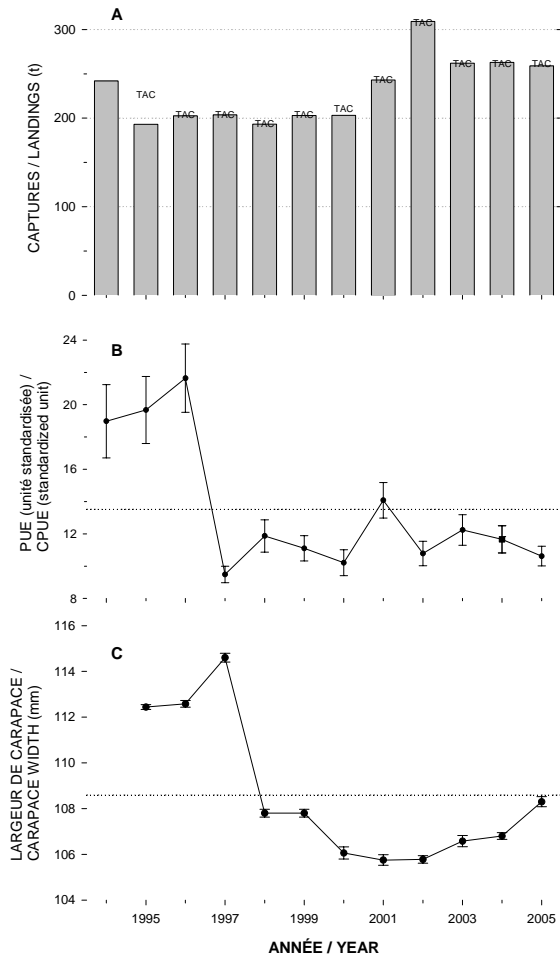 A
300
200
100
0
CAPTURES / LANDINGS (t)
TAC
TAC
TAC
TAC
TAC
TAC
TAC
TAC
TAC
TAC
TAC
B
24
20
16
12
8
PUE (unité standardisée) /
CPUE (standardized unit)
C
116
114
112
110
108
106
104
LARGEUR DE CARAPACE /
CARAPACE WIDTH (mm)
1995 1997 1999 2001 2003 2005
ANNÉE / YEAR